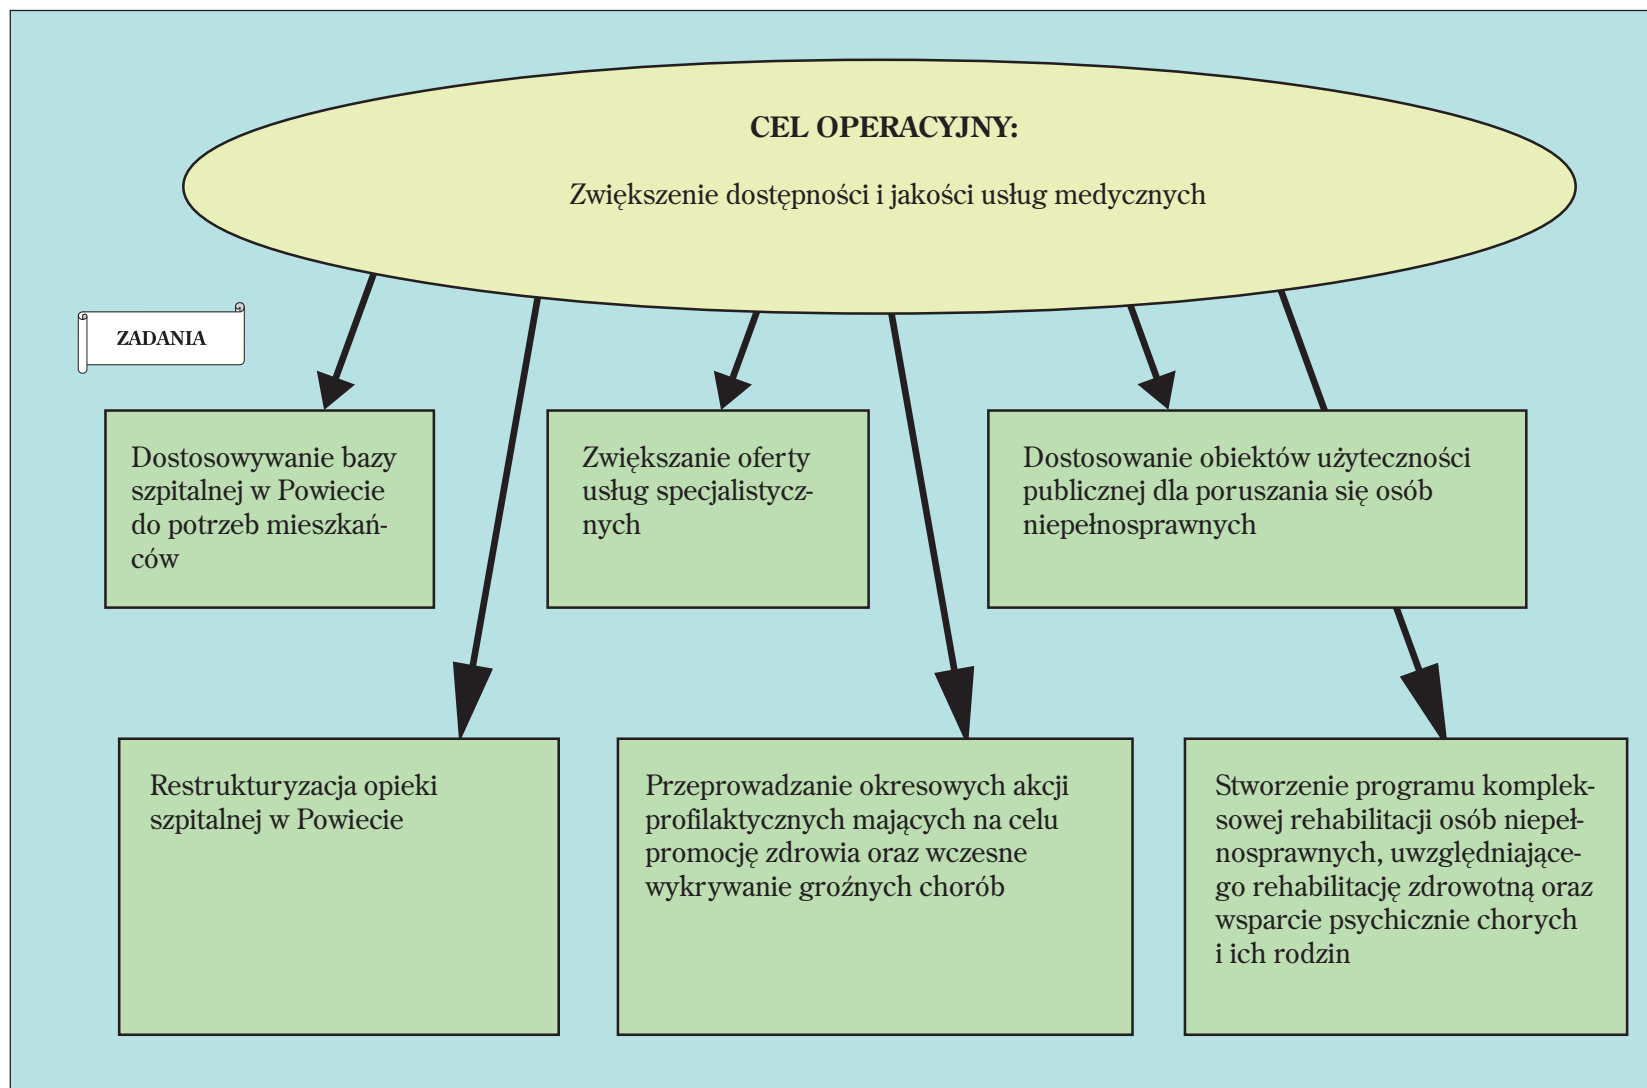 CEL OPERACYJNY:
Zwiększenie dostępności i jakości usług medycznych
ZADANIA
Dostosowywanie bazy
szpitalnej w Powiecie
do potrzeb mieszkań-
ców
Zwiększanie oferty
usług specjalistycz-
nych
Dostosowanie obiektów użyteczności
publicznej dla poruszania się osób
niepełnosprawnych
Restrukturyzacja opieki
szpitalnej w Powiecie
Przeprowadzanie okresowych akcji
profilaktycznych mających na celu
promocję zdrowia oraz wczesne
wykrywanie groźnych chorób
Stworzenie programu komplek-
sowej rehabilitacji osób niepeł-
nosprawnych, uwzględniające-
go rehabilitację zdrowotną oraz
wsparcie psychicznie chorych
i ich rodzin